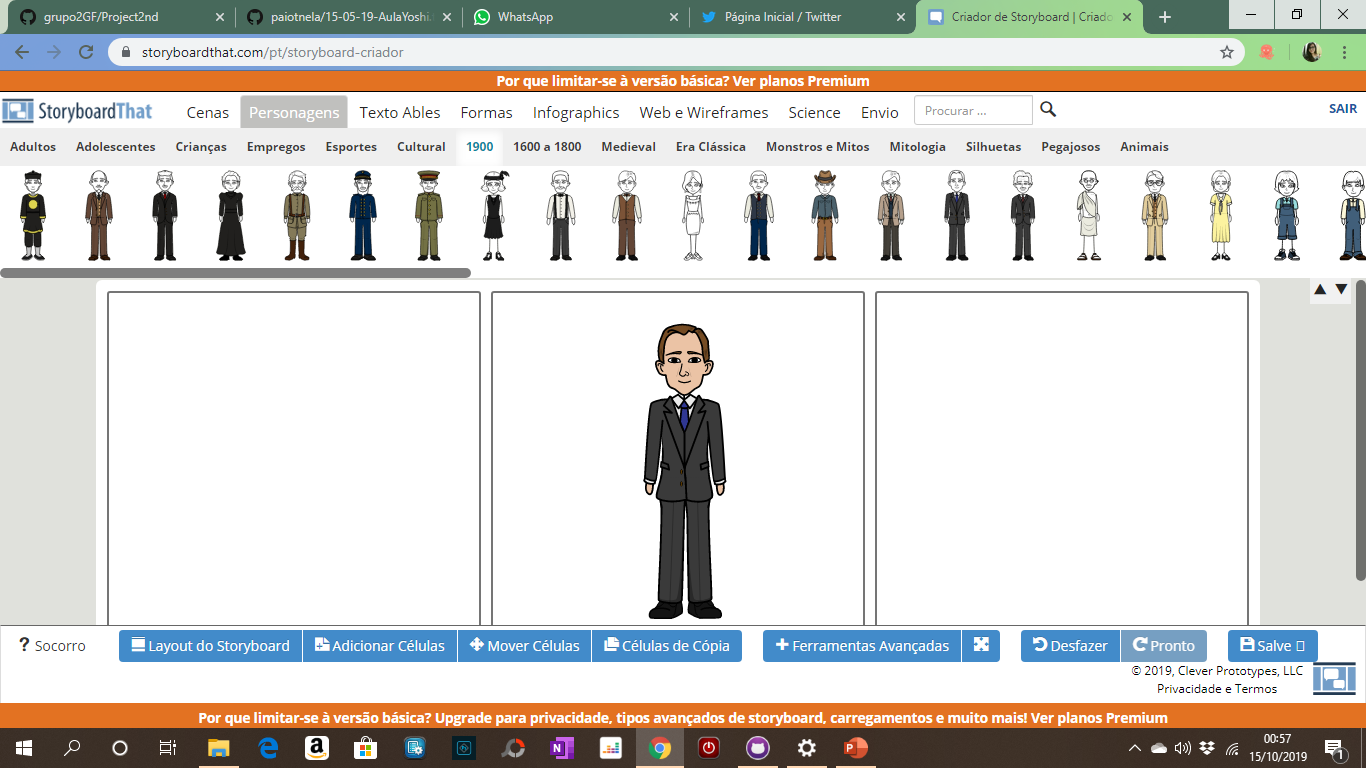 grupo2GF/Project2nd
paiotnela/15-05-19-AulaYoshi.
WhatsApp
Página Inicial / Twitter
Criador de Storyboard | Criado
storyboardthat.com/pt/storyboard-criador
Por que limitar-se à versão básica? Ver planos Premium
StoryboardThat
Cenas
Personagens
Texto Ables
Formas
Infographics
Web e Wireframes
Science
Envio
Procurar ...
SAIR
Adultos
Adolescentes
Crianças
Empregos
Esportes
Cultural
1900
1600 a 1800
Medieval
Era Clássica
Monstros e Mitos
Mitologia
Silhuetas
Pegajosos
Animais
? Socorro
Layout do Storyboard
Adicionar Células
Mover Células
Células de Cópia
Ferramentas Avançadas
Desfazer
Pronto
Salve
© 2019, Clever Prototypes, LLC
Privacidade e Termos
Por que limitar-se à versão básica? Upgrade para privacidade, tipos avançados de storyboard, carregamentos e muito mais! Ver planos Premium
00:57
15/10/2019